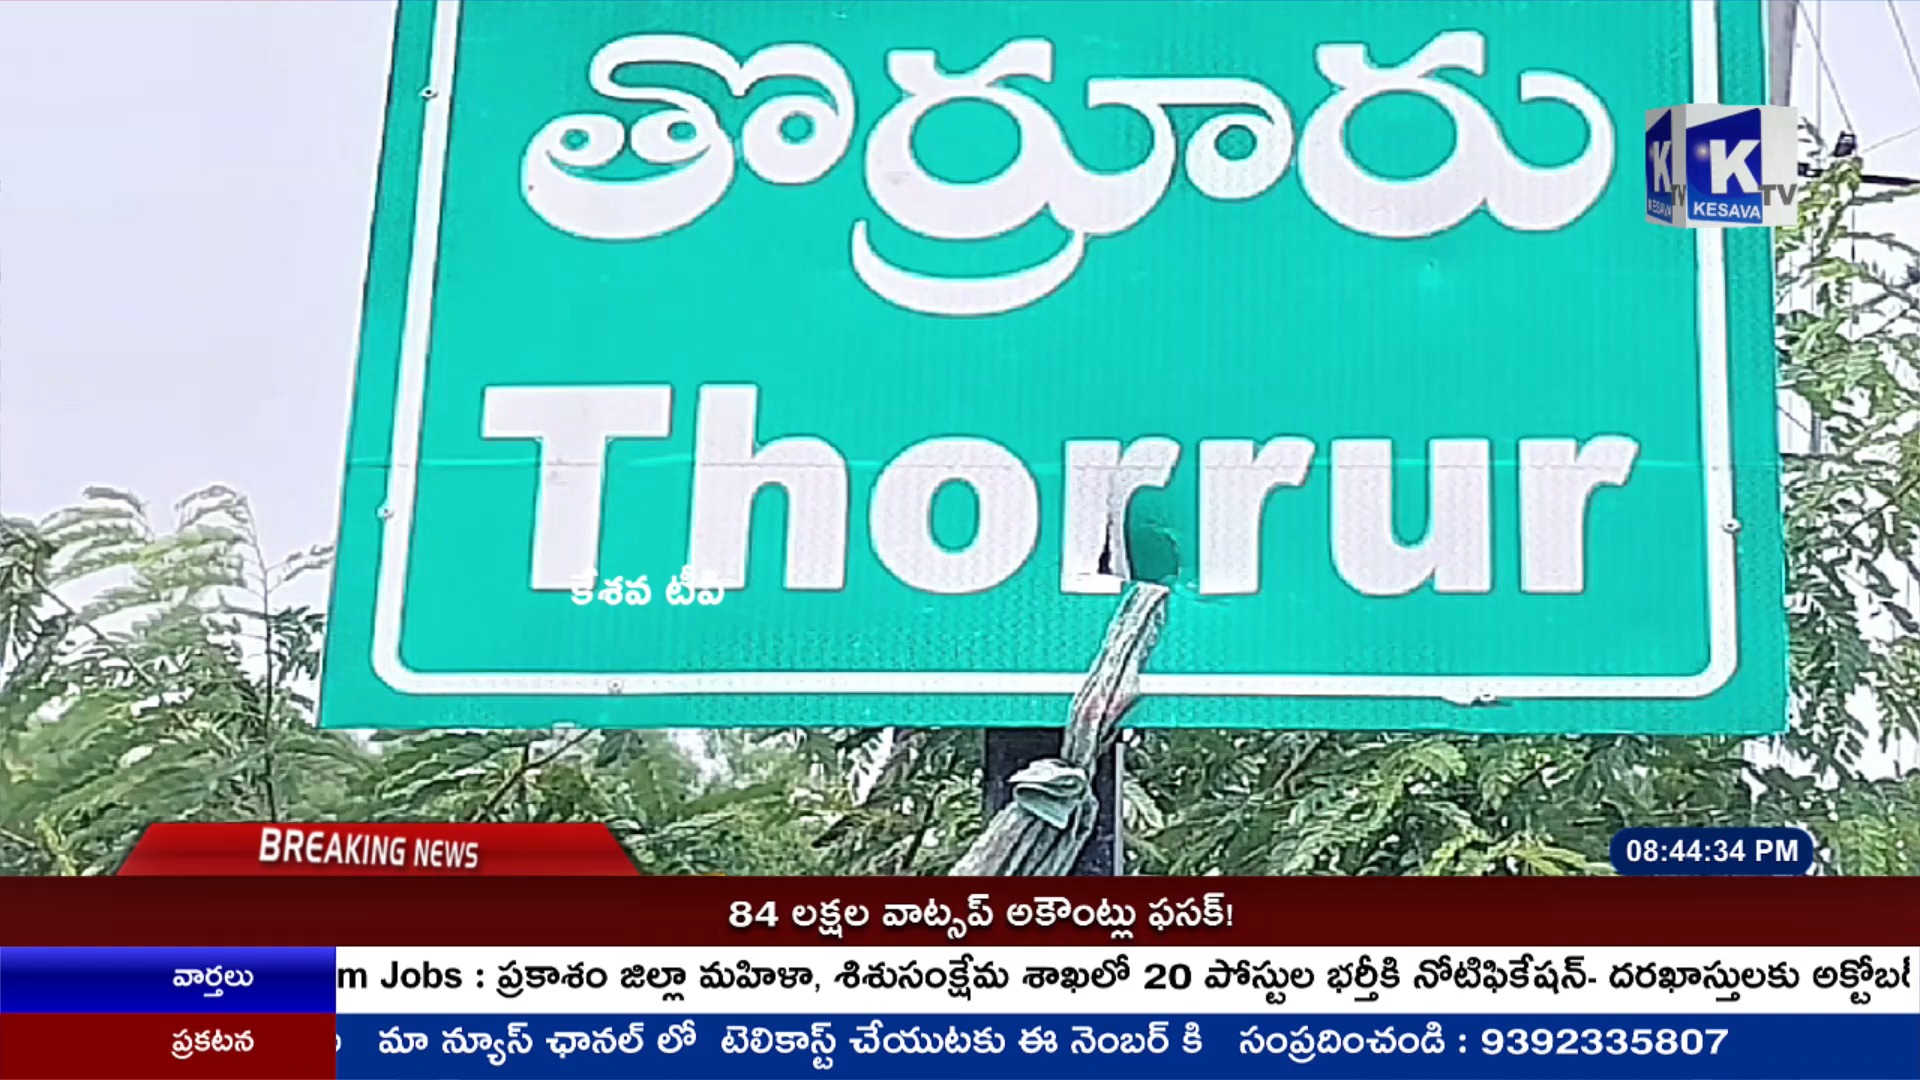 తొర్రూరు
K K TV
KESAVA KESAVA
Thorrur
కేశవ టీవీ
BREAKING NEWS
08:44:34 PM
84 లక్షల వాట్సప్ అకౌంట్లు ఫసక్!
వార్తలు
m Jobs : ప్రకాశం జిల్లా మహిళా, శిశుసంక్షేమ శాఖలో 20 పోస్టుల భర్తీకి నోటిఫికేషన్- దరఖాస్తులకు
ప్రకటన
మా న్యూస్ ఛానల్ లో టెలికాస్ట్ చేయుటకు ఈ నెంబర్ కి సంప్రదించండి : 9392335807